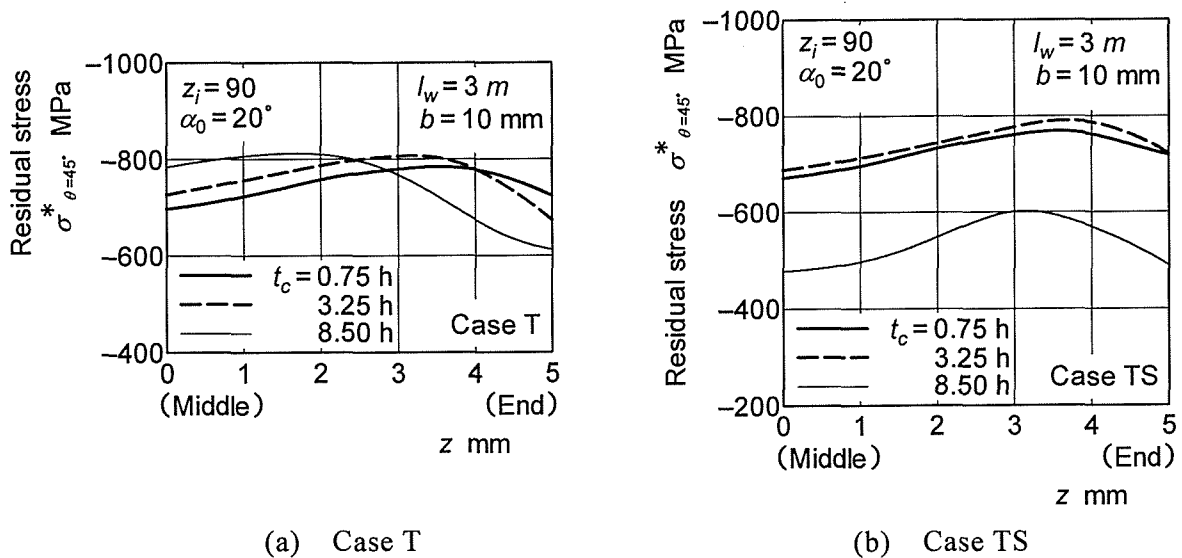 Residual stress
σ*θ=45° MPa
−1000
−800
−600
−400
zi = 90
α0 = 20°
lw = 3 m
b = 10 mm
tc = 0.75 h
3.25 h
8.50 h
Case T
0 1 2 3 4 5
(Middle) (End)
z mm
(a) Case T
Residual stress σ*θ=45° MPa
−1000
−800
−600
−400
−200
zi = 90
α0 = 20°
lw = 3 m
b = 10 mm
tc = 0.75 h
3.25 h
8.50 h
Case TS
0 1 2 3 4 5
(Middle) (End)
z mm
(b) Case TS